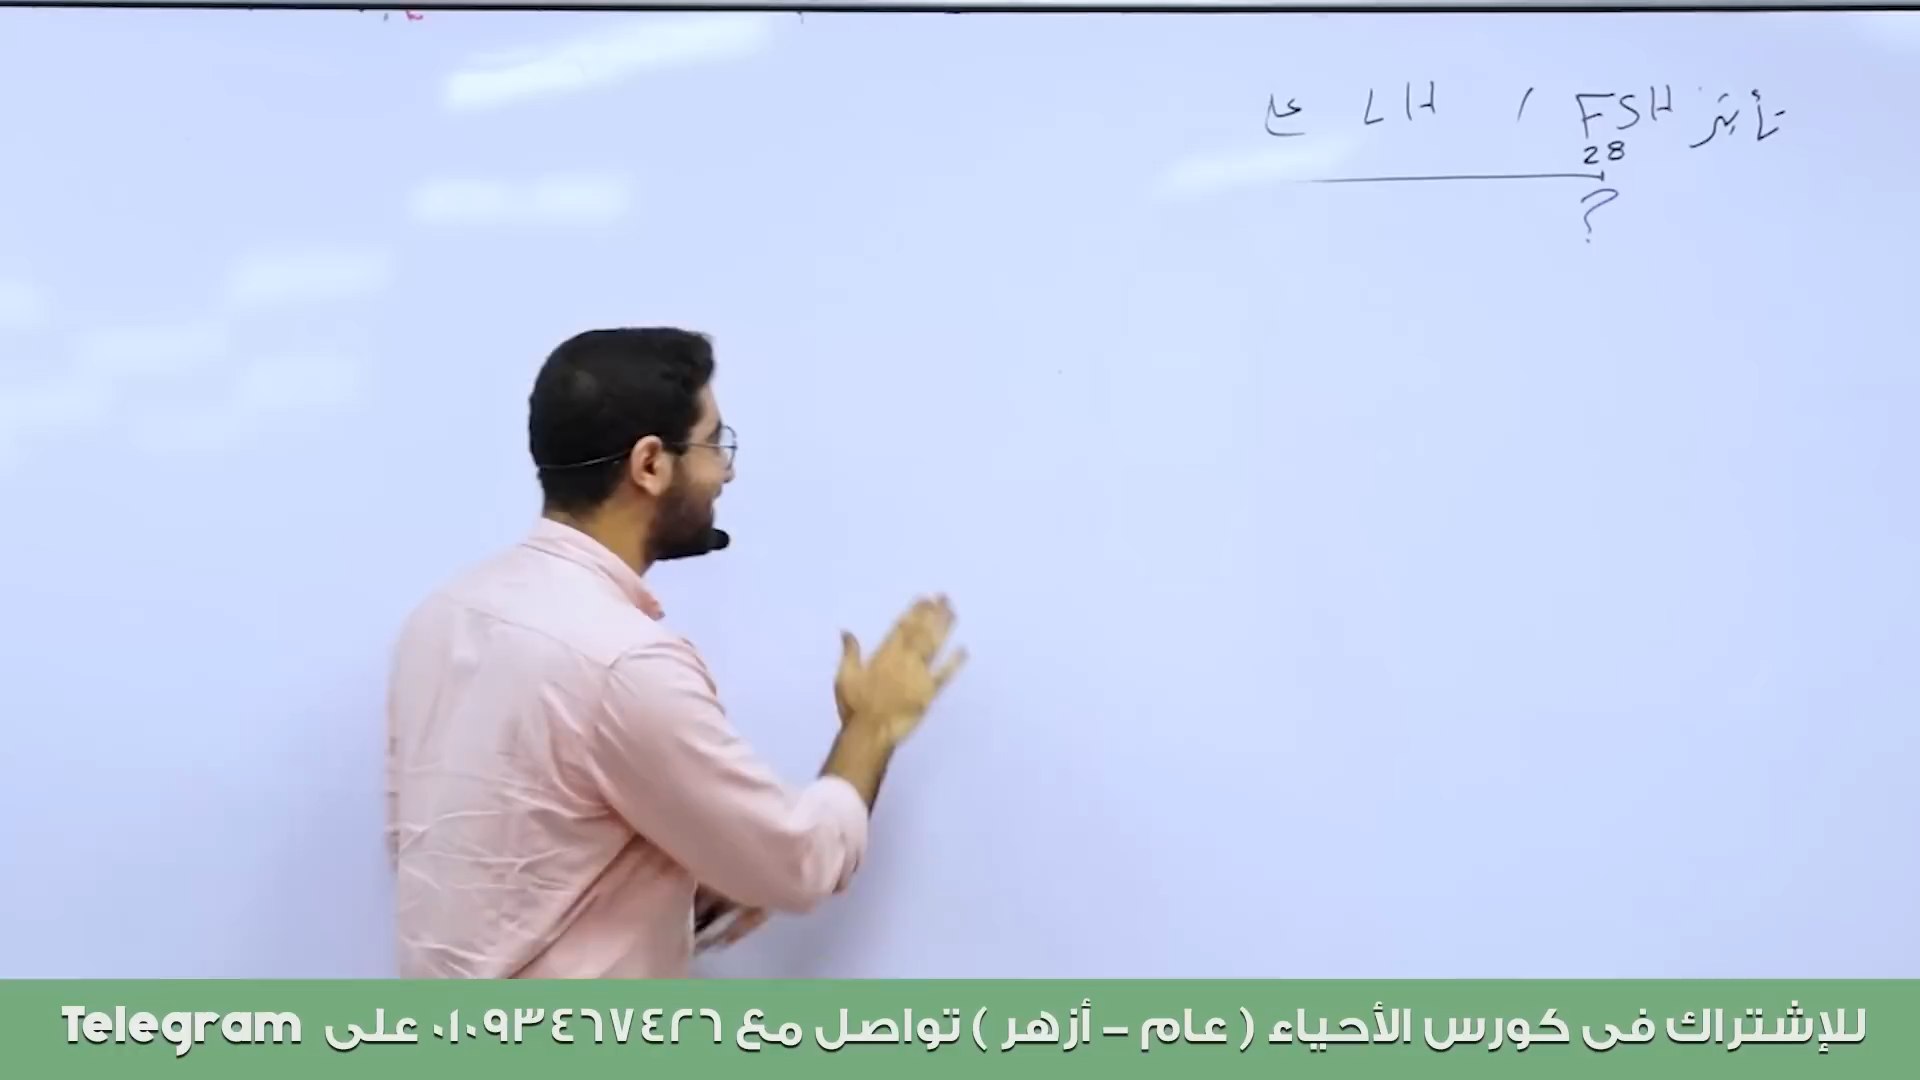 تأثير FSH / LH على
28
?
للإشتراك فى كورس الأحياء ( عام - أزهر ) تواصل مع ٠١٠٩٣٤٦٧٤٢٦ على Telegram